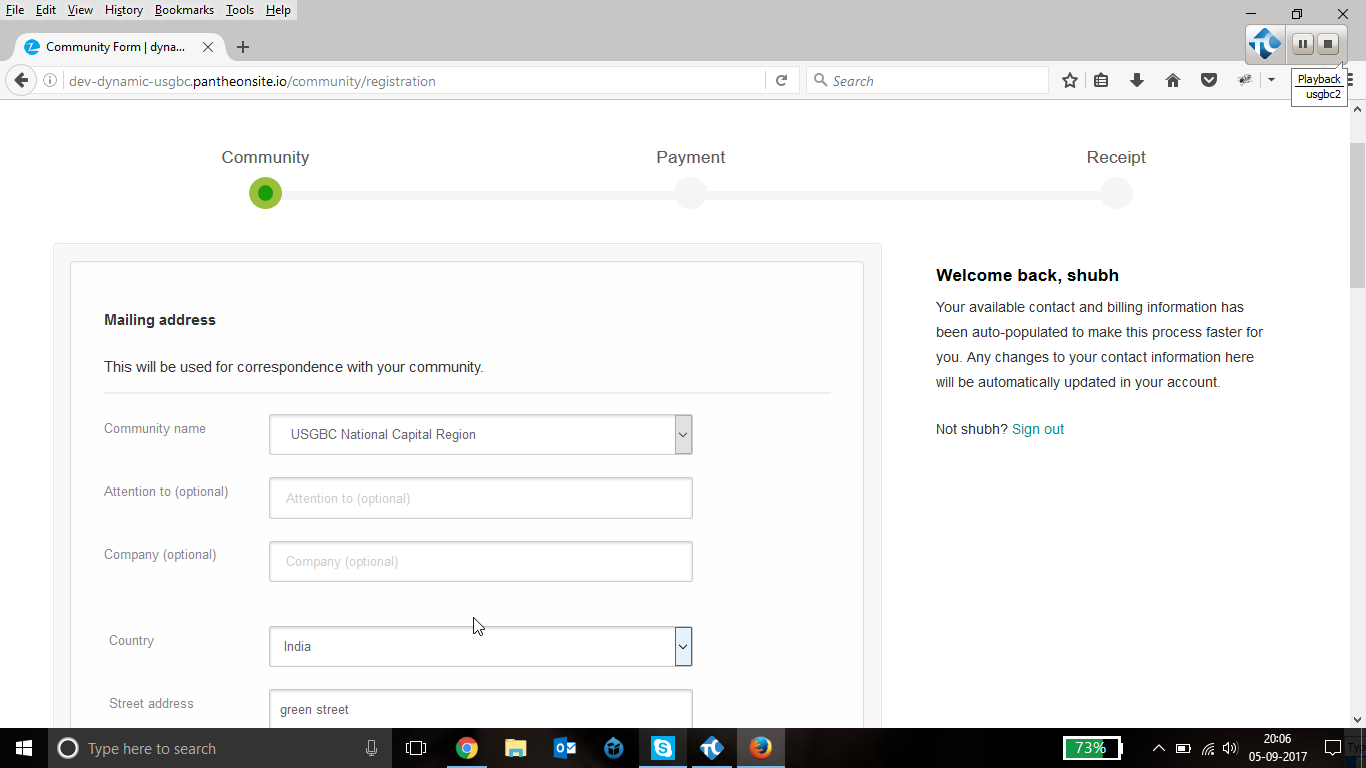 File Edit View History Bookmarks Tools Help
Community Form | dyna...
dev-dynamic-usgbc.pantheonsite.io/community/registration
Search
Playback
usgbc2
Community
Payment
Receipt
Mailing address
This will be used for correspondence with your community.
Community name
USGBC National Capital Region
Attention to (optional)
Attention to (optional)
Company (optional)
Company (optional)
Country
India
Street address
green street
Welcome back, shubh
Your available contact and billing information has
been auto-populated to make this process faster for
you. Any changes to your contact information here
will be automatically updated in your account.
Not shubh? Sign out
Type here to search
73%
20:06
05-09-2017